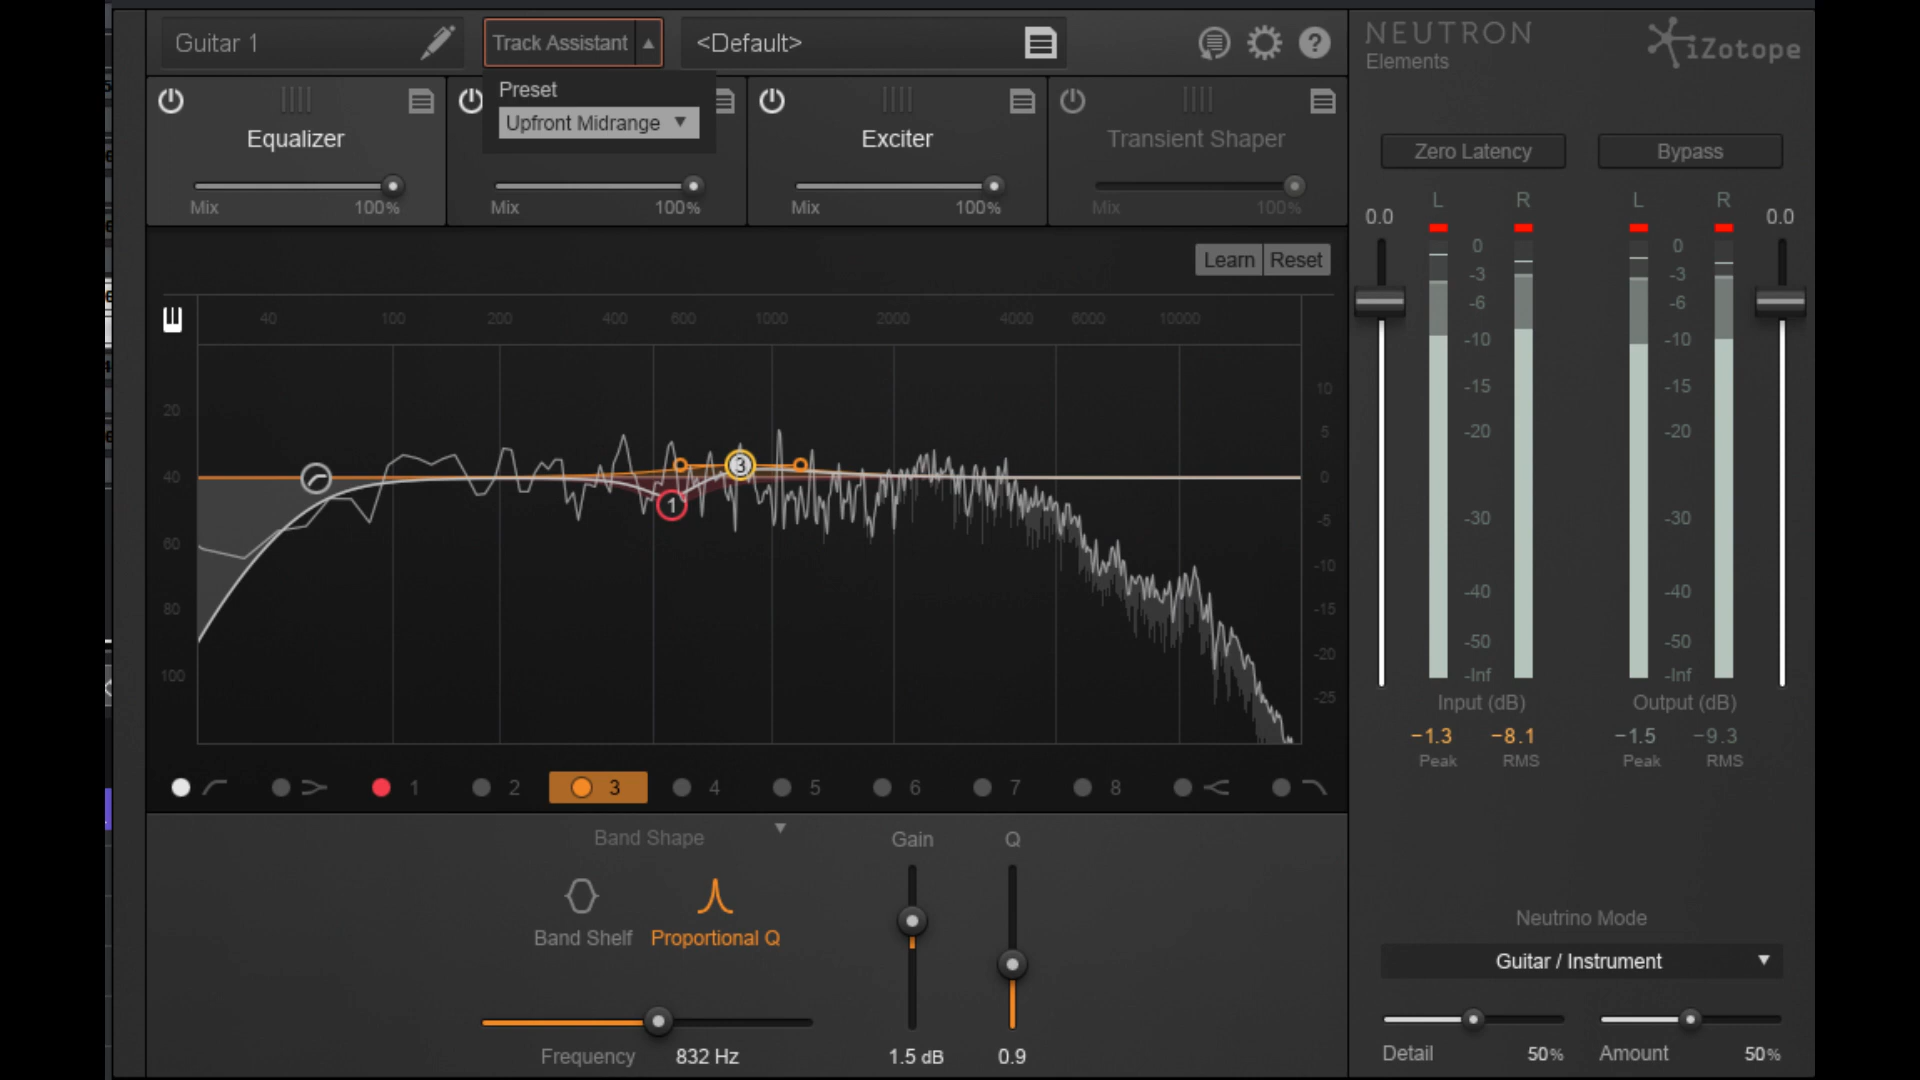 Guitar 1
Track Assistant
<Default>
?
NEUTRON
Elements
iZotope
Preset
Upfront Midrange
Equalizer
Exciter
Transient Shaper
Mix 100%
Mix 100%
Mix 100%
Mix 100%
Zero Latency
Bypass
Learn
Reset
40 100 200 400 600 1000 2000 4000 6000 10000
20
40
60
80
100
10
5
0
-5
-10
-15
-20
-25
3
1
1 2 3 4 5 6 7 8
L R
L R
0.0
0.0
0
-3
-6
-10
-15
-20
-30
-40
-50
-Inf
0
-3
-6
-10
-15
-20
-30
-40
-50
-Inf
Input (dB)
Output (dB)
-1.3 -8.1
-1.5 -9.3
Peak RMS
Peak RMS
Band Shape
Gain
Q
Band Shelf
Proportional Q
Frequency 832 Hz
1.5 dB
0.9
Neutrino Mode
Guitar / Instrument
Detail 50%
Amount 50%